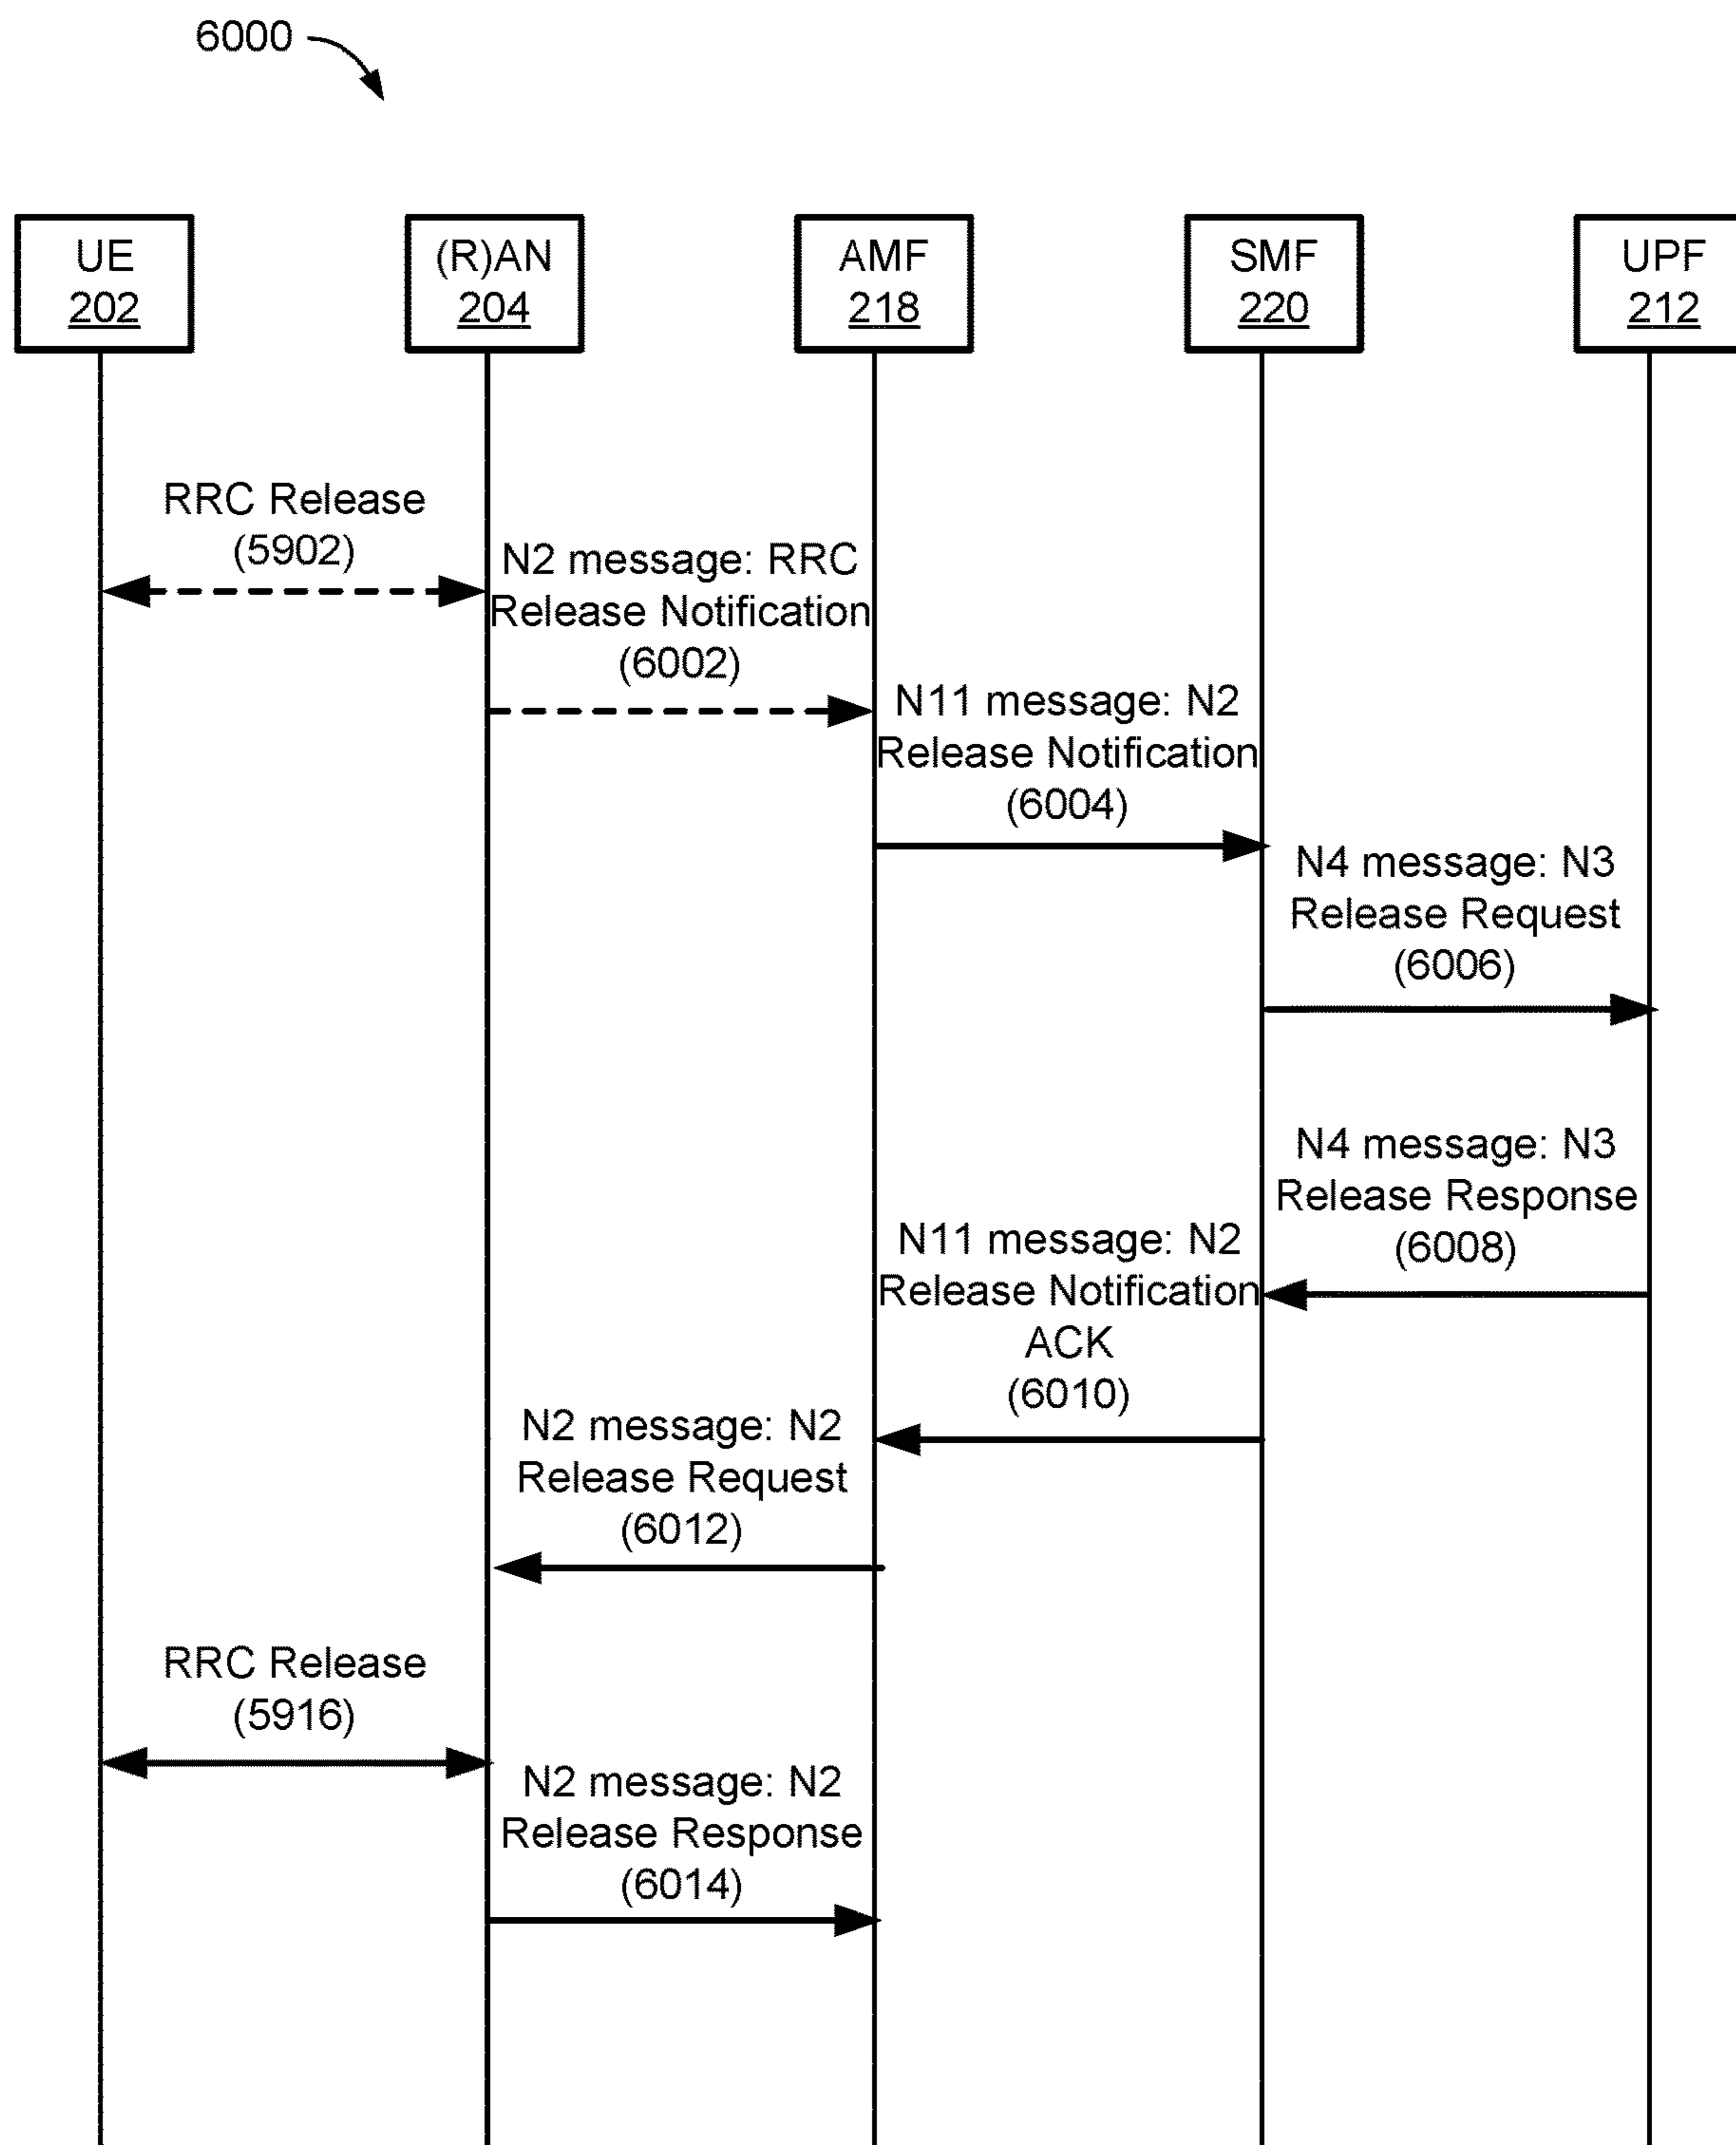 6000
UE
202
(R)AN
204
AMF
218
SMF
220
UPF
212
RRC Release
(5902)
N2 message: RRC
Release Notification
(6002)
N11 message: N2
Release Notification
(6004)
N4 message: N3
Release Request
(6006)
N4 message: N3
Release Response
(6008)
N11 message: N2
Release Notification
ACK
(6010)
N2 message: N2
Release Request
(6012)
RRC Release
(5916)
N2 message: N2
Release Response
(6014)